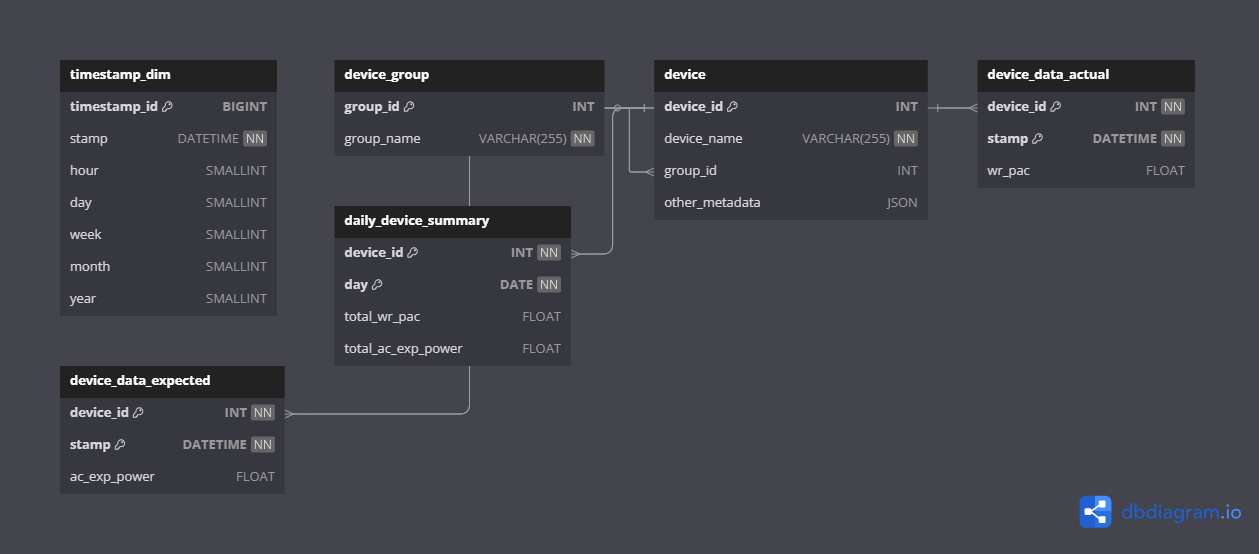 timestamp_dim
timestamp_id BIGINT
stamp DATETIME NN
hour SMALLINT
day SMALLINT
week SMALLINT
month SMALLINT
year SMALLINT
device_group
group_id INT
group_name VARCHAR(255) NN
device
device_id INT
device_name VARCHAR(255) NN
group_id INT
other_metadata JSON
device_data_actual
device_id INT NN
stamp DATETIME NN
wr_pac FLOAT
daily_device_summary
device_id INT NN
day DATE NN
total_wr_pac FLOAT
total_ac_exp_power FLOAT
device_data_expected
device_id INT NN
stamp DATETIME NN
ac_exp_power FLOAT
dbdiagram.io